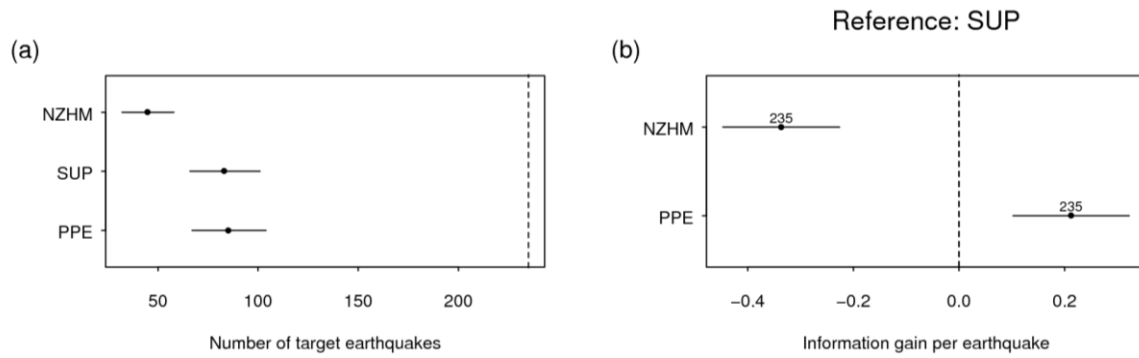 Reference: SUP
(a)
(b)
NZHM
SUP
PPE
50 100 150 200
Number of target earthquakes
NZHM
235
PPE
235
−0.4 −0.2 0.0 0.2
Information gain per earthquake